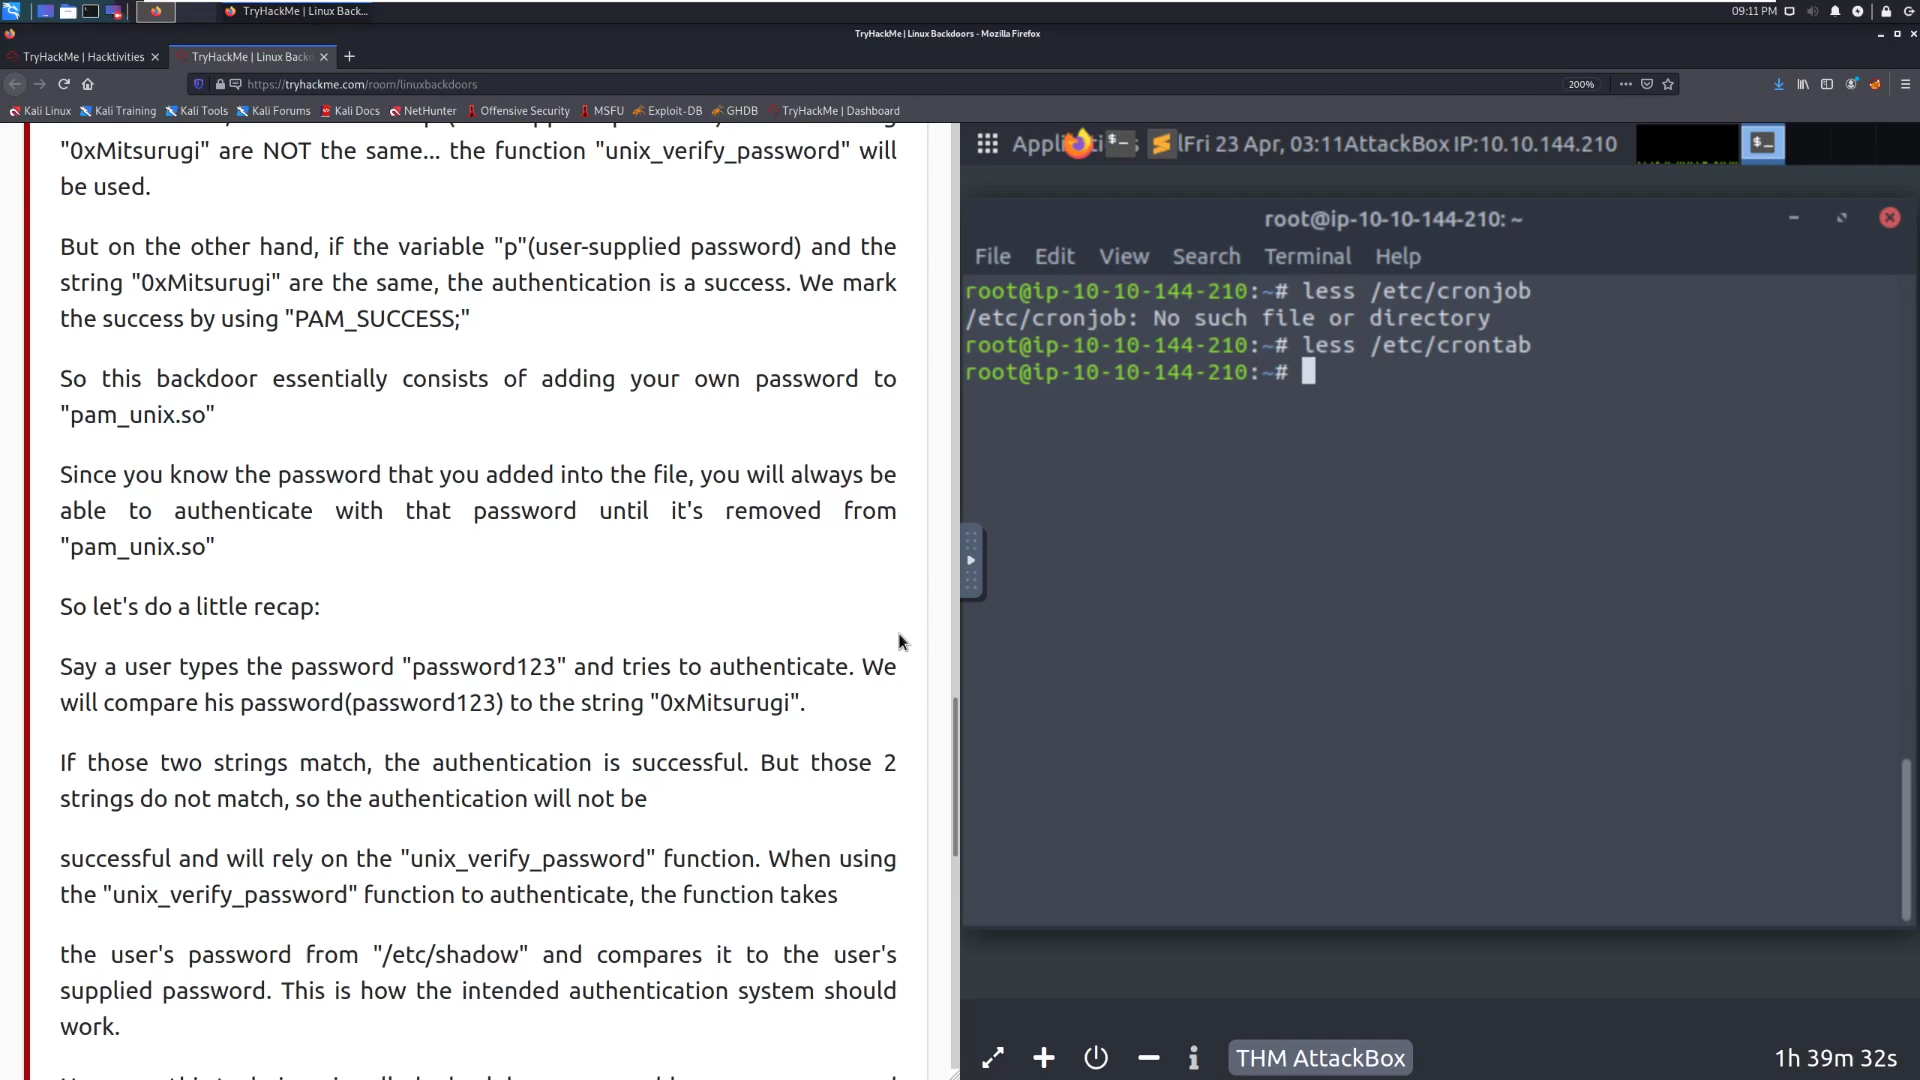 TryHackMe | Linux Back...
09:11 PM
TryHackMe | Linux Backdoors - Mozilla Firefox
TryHackMe | Hacktivities
TryHackMe | Linux Backd
https://tryhackme.com/room/linuxbackdoors
200%
Kali Linux
Kali Training
Kali Tools
Kali Forums
Kali Docs
NetHunter
Offensive Security
MSFU
Exploit-DB
GHDB
TryHackMe | Dashboard
"0xMitsurugi" are NOT the same... the function "unix_verify_password" will
be used.
But on the other hand, if the variable "p"(user-supplied password) and the
string "0xMitsurugi" are the same, the authentication is a success. We mark
the success by using "PAM_SUCCESS;"
So this backdoor essentially consists of adding your own password to
"pam_unix.so"
Since you know the password that you added into the file, you will always be
able to authenticate with that password until it's removed from
"pam_unix.so"
So let's do a little recap:
Say a user types the password "password123" and tries to authenticate. We
will compare his password(password123) to the string "0xMitsurugi".
If those two strings match, the authentication is successful. But those 2
strings do not match, so the authentication will not be
successful and will rely on the "unix_verify_password" function. When using
the "unix_verify_password" function to authenticate, the function takes
the user's password from "/etc/shadow" and compares it to the user's
supplied password. This is how the intended authentication system should
work.
Fri 23 Apr, 03:11
AttackBox IP:10.10.144.210
root@ip-10-10-144-210: ~
File Edit View Search Terminal Help
root@ip-10-10-144-210:~# less /etc/cronjob
/etc/cronjob: No such file or directory
root@ip-10-10-144-210:~# less /etc/crontab
root@ip-10-10-144-210:~#
THM AttackBox
1h 39m 32s